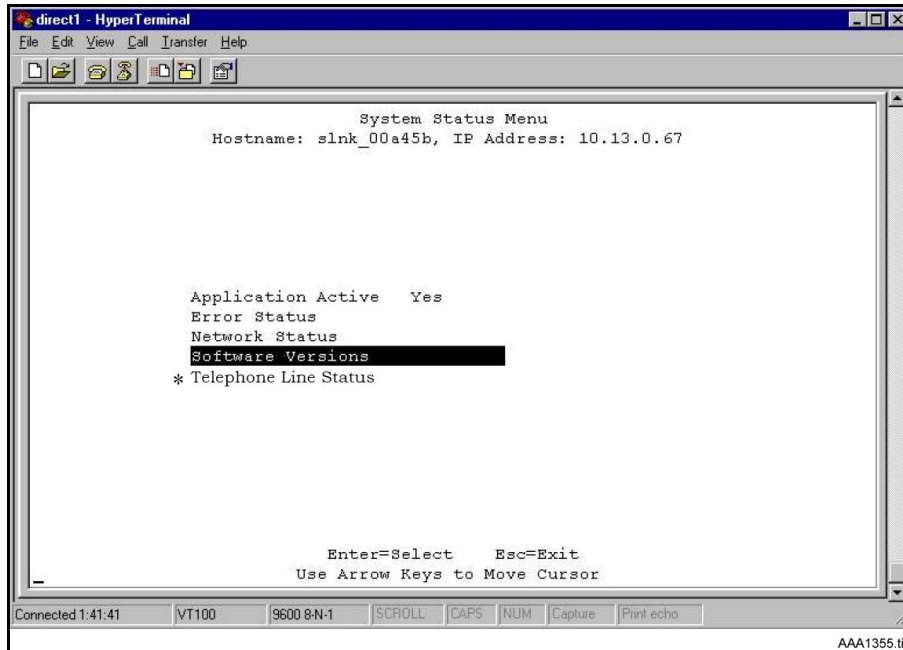 direct1 - HyperTerminal
File Edit View Call Transfer Help
System Status Menu
Hostname: slnk_00a45b, IP Address: 10.13.0.67
Application Active Yes
Error Status
Network Status
Software Versions
* Telephone Line Status
Enter=Select Esc=Exit
Use Arrow Keys to Move Cursor
Connected 1:41:41 VT100 9600 8-N-1 SCROLL CAPS NUM Capture Print echo
AAA1355.ti